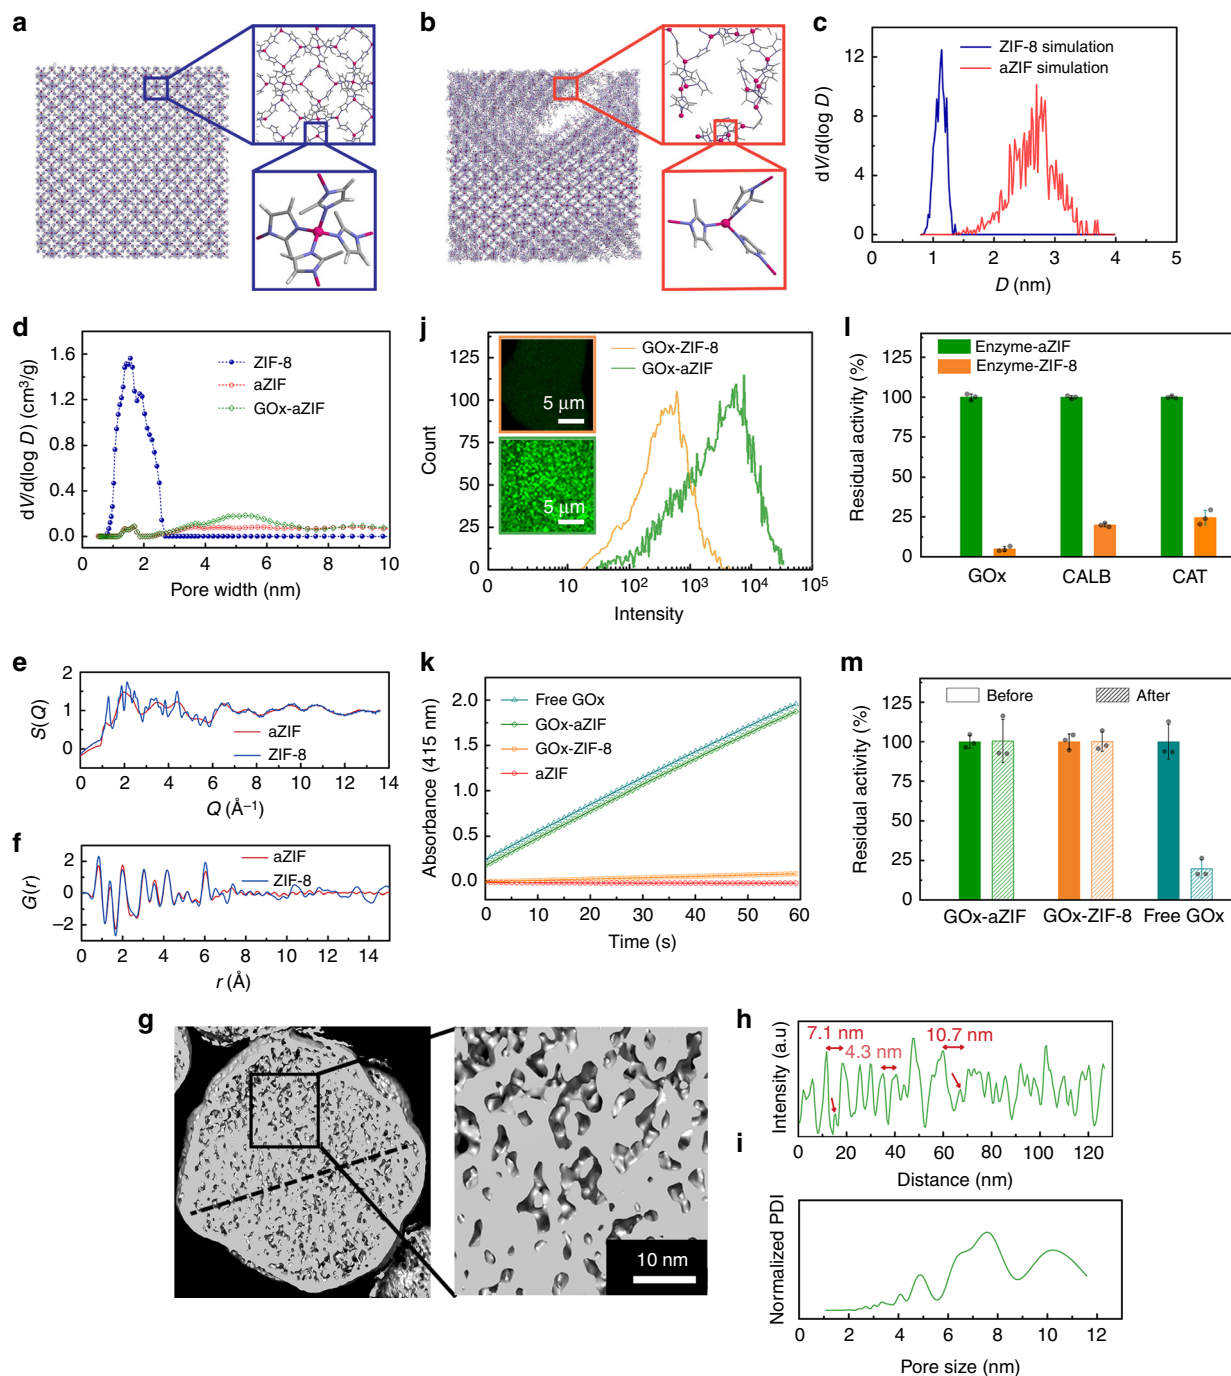 a
b
c
ZIF-8 simulation
aZIF simulation
dV/d(log D)
12
8
4
0
0 1 2 3 4 5
D (nm)
d
ZIF-8
aZIF
GOx-aZIF
dV/d(log D) (cm³/g)
1.6
1.2
0.8
0.4
0.0
0 2 4 6 8 10
Pore width (nm)
j
GOx-ZIF-8
GOx-aZIF
5 μm
5 μm
Count
125
100
75
50
25
0
0 10 10² 10³ 10⁴ 10⁵
Intensity
l
Enzyme-aZIF
Enzyme-ZIF-8
Residual activity (%)
125
100
75
50
25
0
GOx CALB CAT
e
S(Q)
2
1
0
aZIF
ZIF-8
0 2 4 6 8 10 12 14
Q (Å⁻¹)
f
G(r)
2
0
−2
aZIF
ZIF-8
0 2 4 6 8 10 12 14
r (Å)
k
Free GOx
GOx-aZIF
GOx-ZIF-8
aZIF
Absorbance (415 nm)
2.0
1.5
1.0
0.5
0.0
0 10 20 30 40 50 60
Time (s)
m
Before After
Residual activity (%)
125
100
75
50
25
0
GOx-aZIF GOx-ZIF-8 Free GOx
g
10 nm
h
7.1 nm
4.3 nm
10.7 nm
Intensity (a.u)
0 20 40 60 80 100 120
Distance (nm)
i
Normalized PDI
0 2 4 6 8 10 12
Pore size (nm)